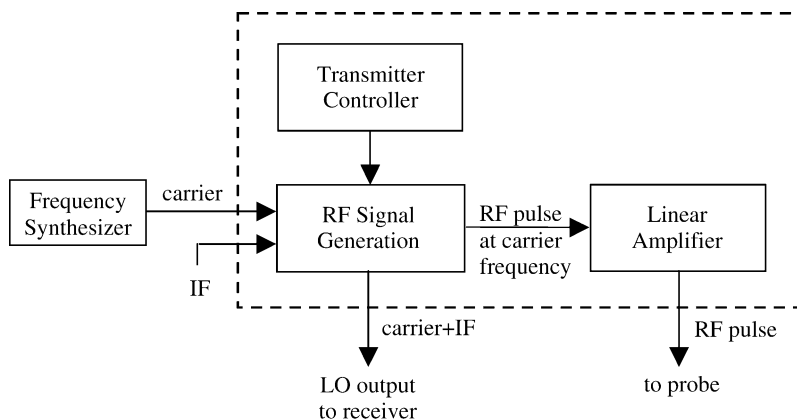 Transmitter
Controller
Frequency
Synthesizer
carrier
RF Signal
Generation
RF pulse
at carrier
frequency
Linear
Amplifier
IF
carrier+IF
RF pulse
LO output
to receiver
to probe